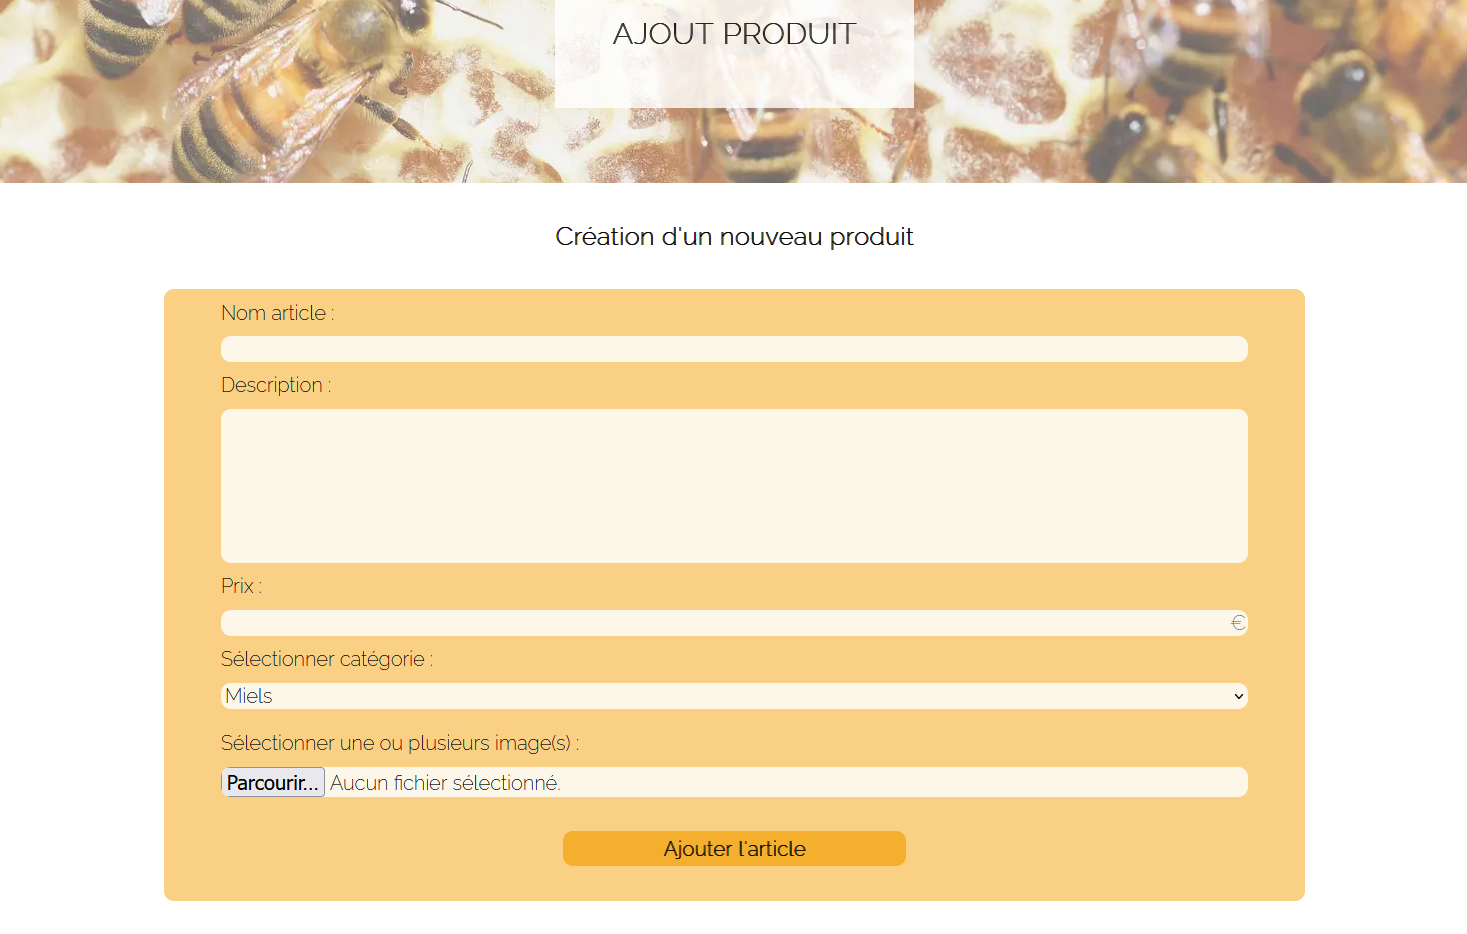 AJOUT PRODUIT
Création d'un nouveau produit
Nom article :
Description :
Prix :
€
Sélectionner catégorie :
Miels
Sélectionner une ou plusieurs image(s) :
Parcourir... Aucun fichier sélectionné.
Ajouter l'article